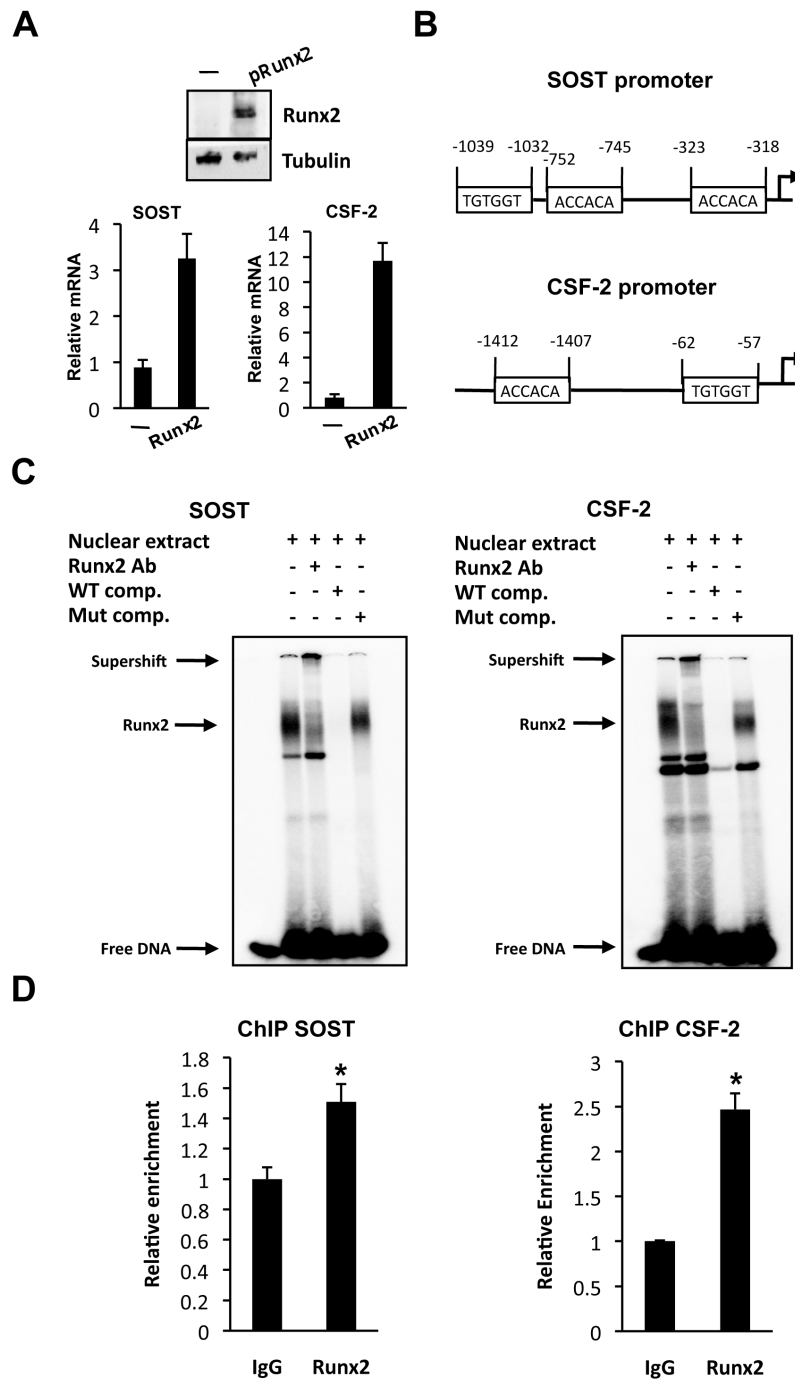 A
— pRunx2
Runx2
Tubulin
SOST
Relative mRNA
4
3
2
1
0
— Runx2
CSF-2
Relative mRNA
14
12
10
8
6
4
2
0
— Runx2
B
SOST promoter
-1039 -1032 -752 -745 -323 -318
TGTGGT ACCACA ACCACA
CSF-2 promoter
-1412 -1407 -62 -57
ACCACA TGTGGT
C
SOST
Nuclear extract + + + +
Runx2 Ab - + - -
WT comp. - - + -
Mut comp. - - - +
Supershift
Runx2
Free DNA
CSF-2
Nuclear extract + + + +
Runx2 Ab - + - -
WT comp. - - + -
Mut comp. - - - +
Supershift
Runx2
Free DNA
D
ChIP SOST
Relative enrichment
1.8
1.6
1.4
1.2
1
0.8
0.6
0.4
0.2
0
*
IgG Runx2
ChIP CSF-2
Relative Enrichment
3
2.5
2
1.5
1
0.5
0
*
IgG Runx2